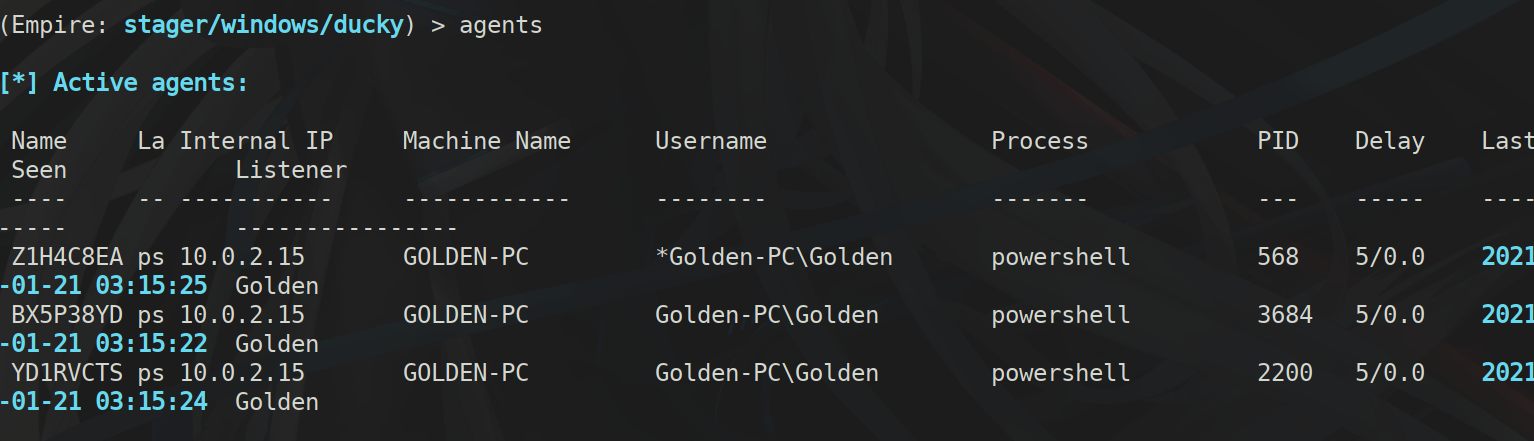 (Empire: stager/windows/ducky) > agents
[*] Active agents:
Name     La Internal IP     Machine Name      Username                Process            PID    Delay    Last
Seen            Listener
----     -- -----------     ------------      --------                -------            ---    -----    ----
-----           ----------------
Z1H4C8EA ps 10.0.2.15       GOLDEN-PC         *Golden-PC\Golden       powershell         568    5/0.0    2021
-01-21 03:15:25  Golden
BX5P38YD ps 10.0.2.15       GOLDEN-PC         Golden-PC\Golden        powershell         3684   5/0.0    2021
-01-21 03:15:22  Golden
YD1RVCTS ps 10.0.2.15       GOLDEN-PC         Golden-PC\Golden        powershell         2200   5/0.0    2021
-01-21 03:15:24  Golden